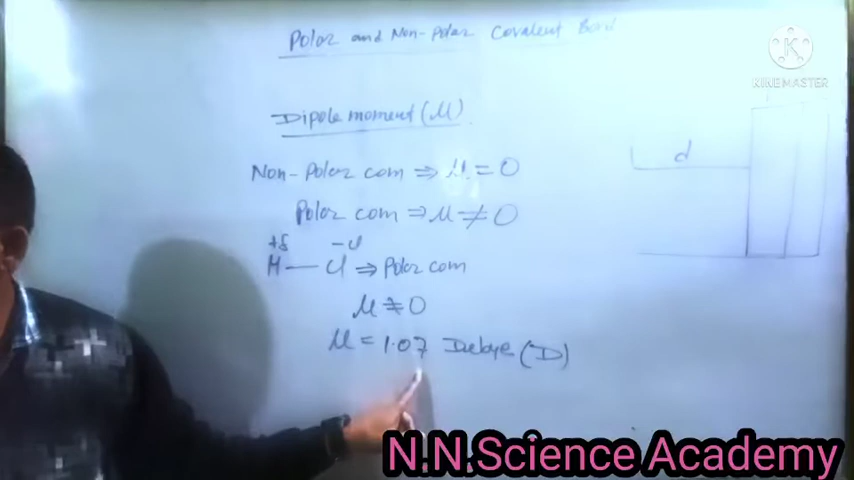 Polar and Non-Polar Covalent Bond
KINEMASTER
Dipole moment (μ)
d
Non-Polar com ⇒ μ = 0
Polar com ⇒ μ ≠ 0
+δ -δ
H — Cl ⇒ Polar com
μ ≠ 0
μ = 1.07 Debye (D)
N.N.Science Academy